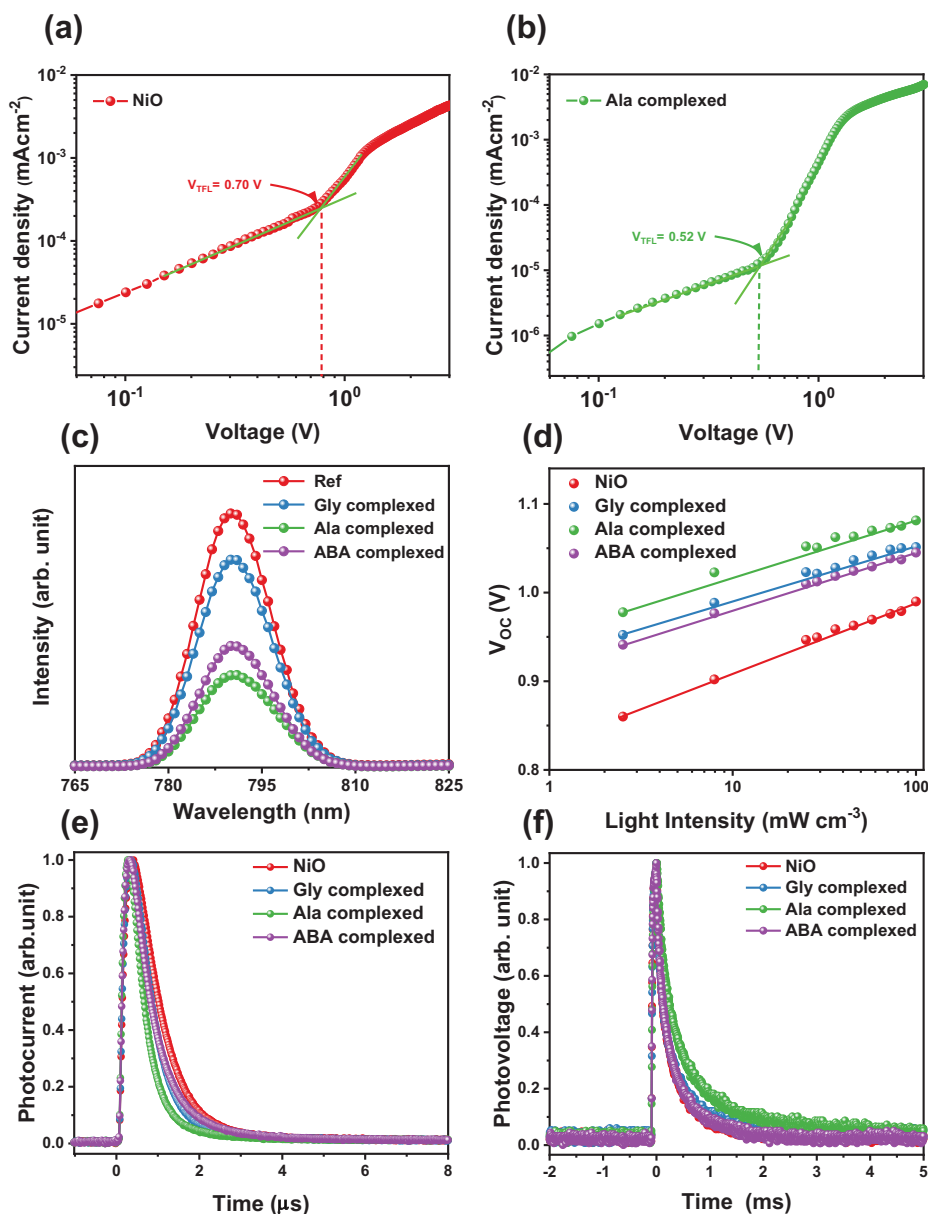 (a)
(b)
Current density (mAcm⁻²)
10⁻²
10⁻³
10⁻⁴
10⁻⁵
NiO
V_TFL = 0.70 V
10⁻¹
10⁰
Voltage (V)
Current density (mAcm⁻²)
10⁻²
10⁻³
10⁻⁴
10⁻⁵
10⁻⁶
Ala complexed
V_TFL = 0.52 V
10⁻¹
10⁰
Voltage (V)
(c)
(d)
Intensity (arb. unit)
Ref
Gly complexed
Ala complexed
ABA complexed
765 780 795 810 825
Wavelength (nm)
V_OC (V)
1.1
1.0
0.9
0.8
NiO
Gly complexed
Ala complexed
ABA complexed
1 10 100
Light Intensity (mW cm⁻³)
(e)
(f)
Photocurrent (arb.unit)
1.0
0.8
0.6
0.4
0.2
0.0
NiO
Gly complexed
Ala complexed
ABA complexed
0 2 4 6 8
Time (μs)
Photovoltage (arb. unit)
1.0
0.8
0.6
0.4
0.2
0.0
NiO
Gly complexed
Ala complexed
ABA complexed
-2 -1 0 1 2 3 4 5
Time (ms)